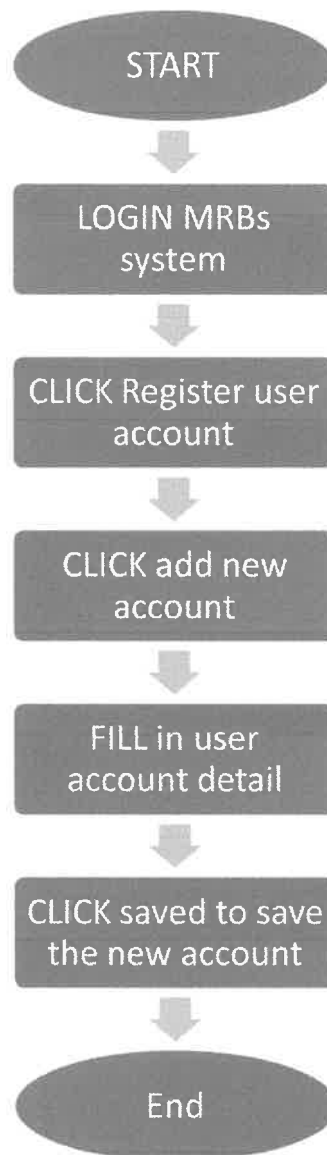 START
LOGIN MRBs
system
CLICK Register user
account
CLICK add new
account
FILL in user
account detail
CLICK saved to save
the new account
End